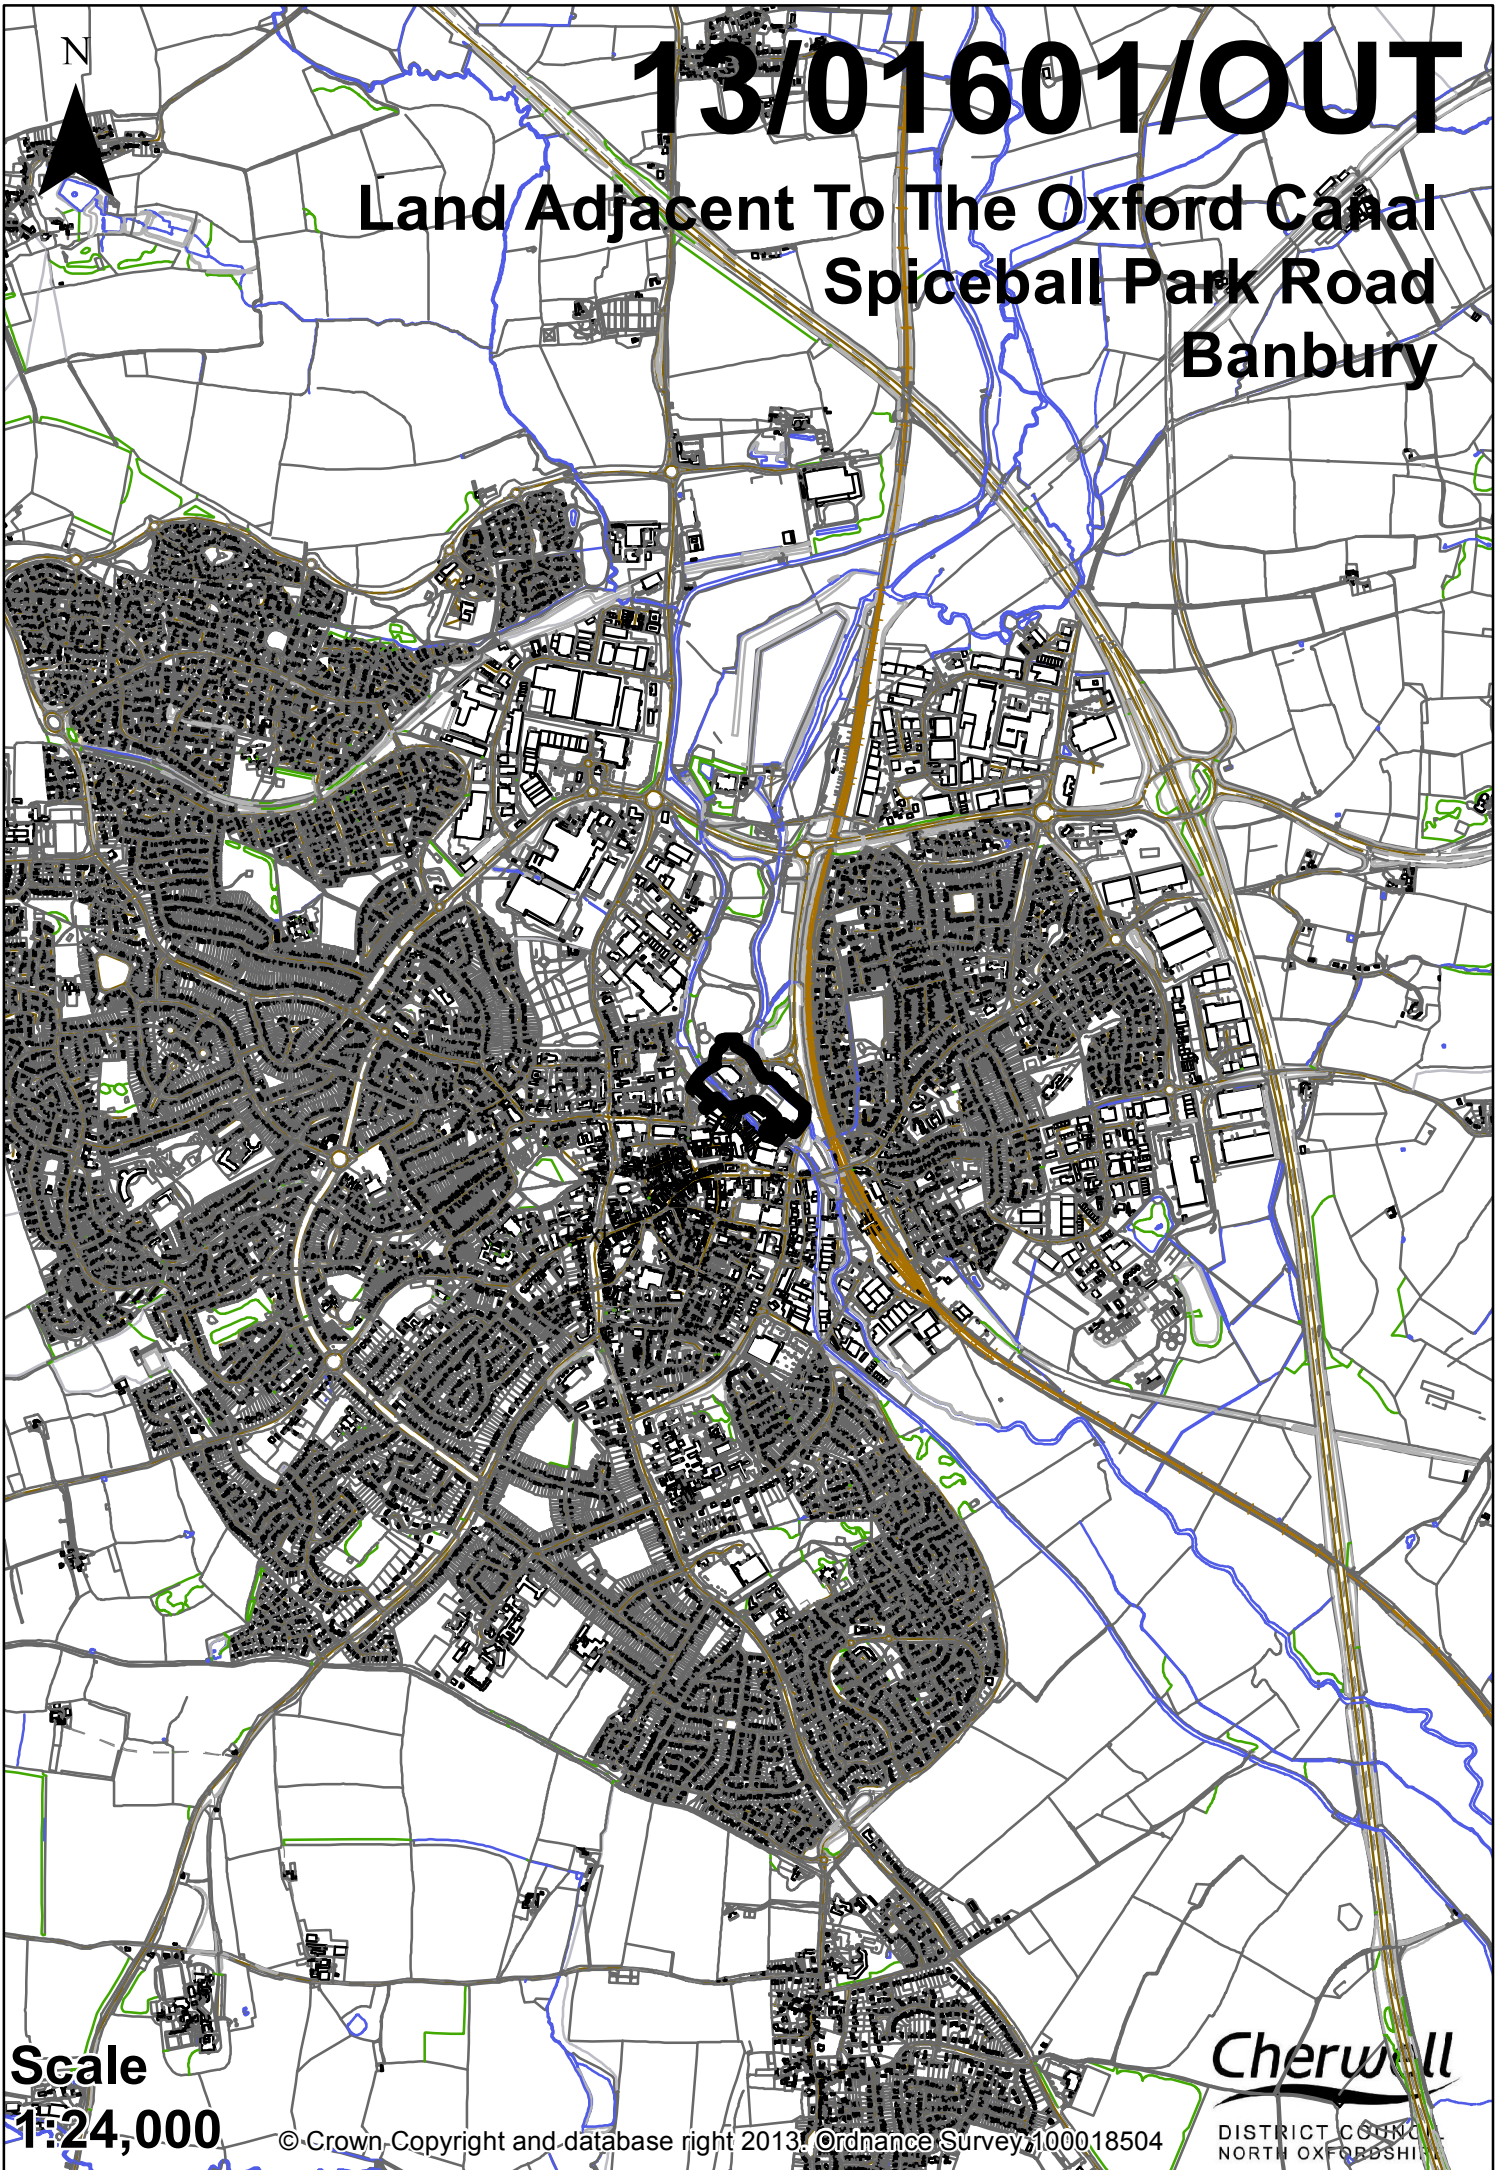 N
13/01601/OUT
Land Adjacent To The Oxford Canal
Spiceball Park Road
Banbury
Scale
1:24,000
© Crown Copyright and database right 2013. Ordnance Survey 100018504
Cherwell
DISTRICT COUNCIL
NORTH OXFORDSHIRE